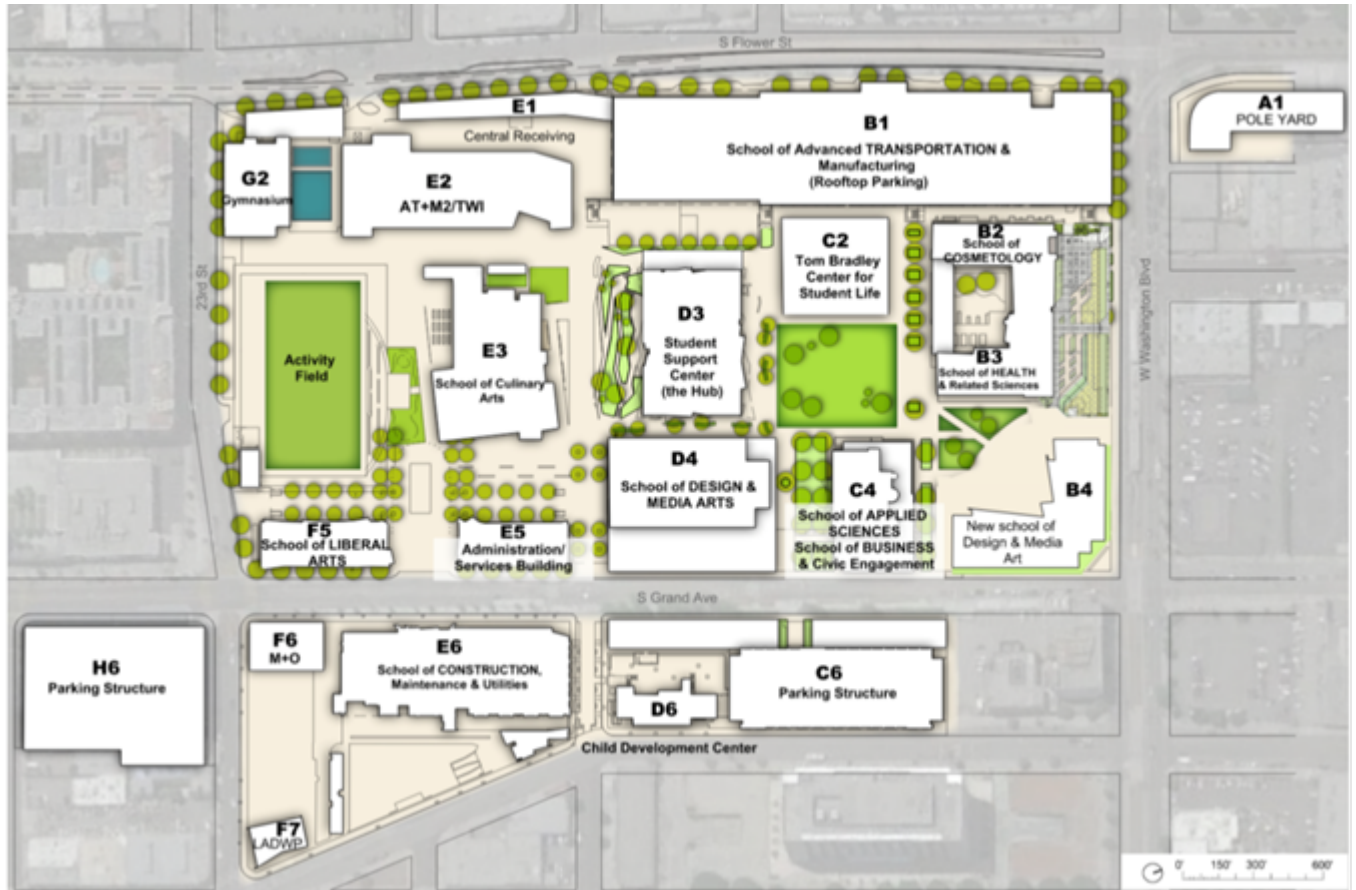 S Flower St
A1
POLE YARD
E1
Central Receiving
B1
School of Advanced TRANSPORTATION &
Manufacturing
(Rooftop Parking)
G2
Gymnasium
E2
AT+M2/TWI
C2
Tom Bradley
Center for
Student Life
B2
School of
COSMETOLOGY
23rd St
W Washington Blvd
D3
Student
Support
Center
(the Hub)
E3
School of Culinary
Arts
Activity
Field
B3
School of HEALTH
& Related Sciences
D4
School of DESIGN &
MEDIA ARTS
C4
School of APPLIED
SCIENCES
School of BUSINESS
& Civic Engagement
B4
New school of
Design & Media
Art
F5
School of LIBERAL
ARTS
E5
Administration/
Services Building
S Grand Ave
H6
Parking Structure
F6
M+O
E6
School of CONSTRUCTION,
Maintenance & Utilities
D6
Child Development Center
C6
Parking Structure
F7
LADWP
0' 150' 300' 600'